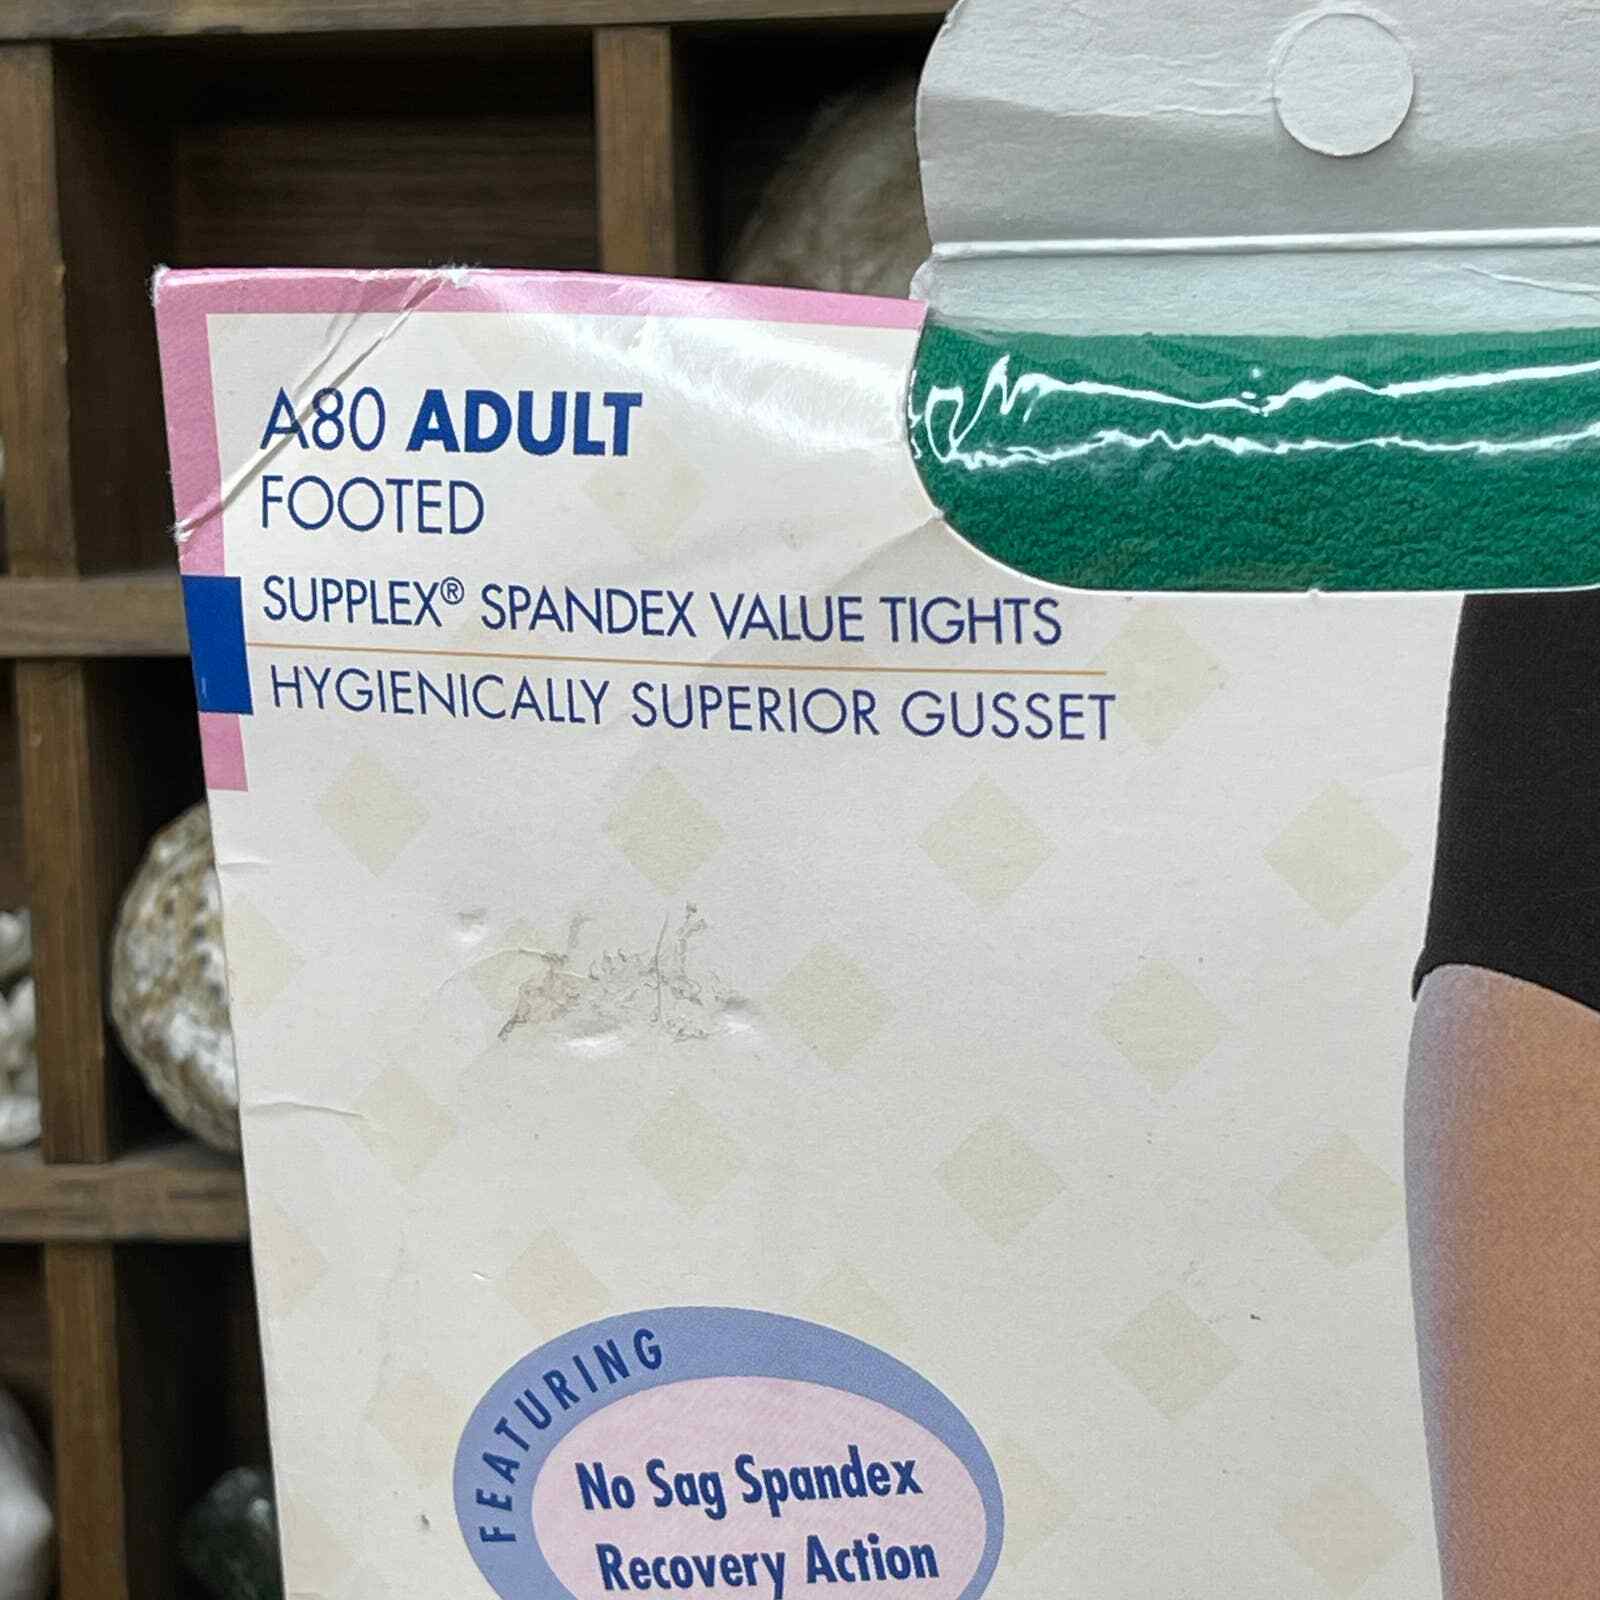 A80 ADULT
FOOTED
SUPPLEX® SPANDEX VALUE TIGHTS
HYGIENICALLY SUPERIOR GUSSET
FEATURING
No Sag Spandex
Recovery Action